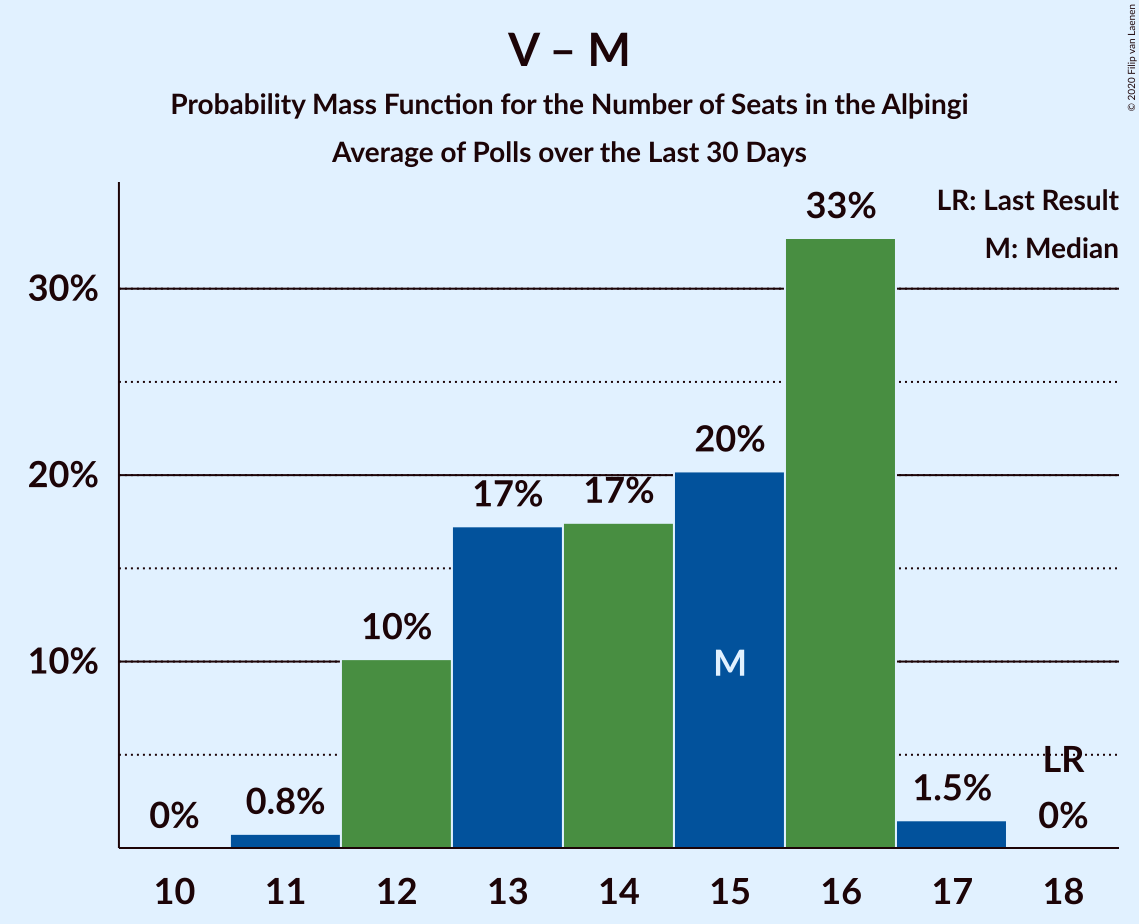 V – M
Probability Mass Function for the Number of Seats in the Alþingi
Average of Polls over the Last 30 Days
© 2020 Filip van Laenen
LR: Last Result
M: Median
30%
20%
10%
0%
0.8%
10%
17%
17%
20%
33%
1.5%
0%
LR
M
10 11 12 13 14 15 16 17 18